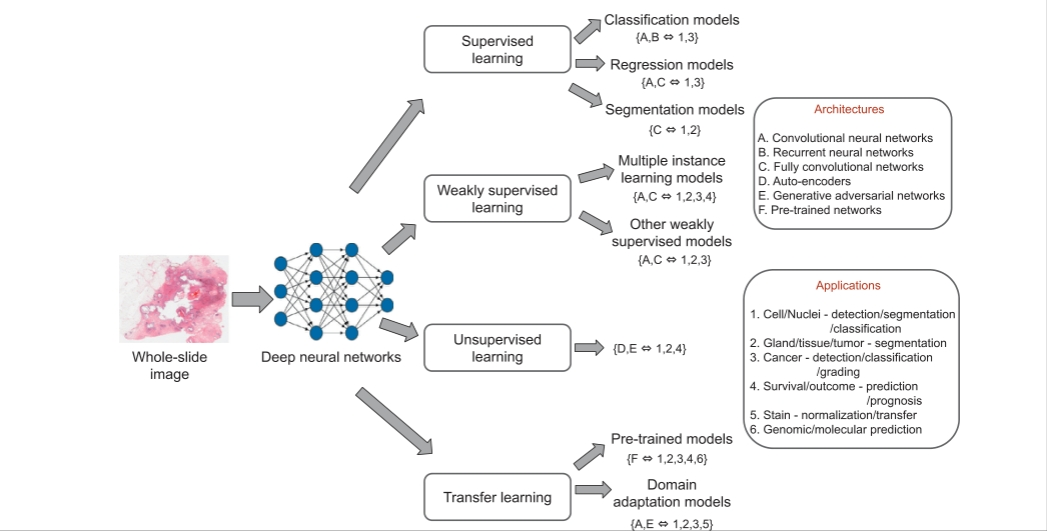 Classification models
{A,B ⇔ 1,3}
Supervised
learning
Regression models
{A,C ⇔ 1,3}
Segmentation models
{C ⇔ 1,2}
Architectures
A. Convolutional neural networks
B. Recurrent neural networks
C. Fully convolutional networks
D. Auto-encoders
E. Generative adversarial networks
F. Pre-trained networks
Multiple instance
learning models
{A,C ⇔ 1,2,3,4}
Weakly supervised
learning
Other weakly
supervised models
{A,C ⇔ 1,2,3}
Whole-slide
image
Deep neural networks
Unsupervised
learning
{D,E ⇔ 1,2,4}
Applications
1. Cell/Nuclei - detection/segmentation
/classification
2. Gland/tissue/tumor - segmentation
3. Cancer - detection/classification
/grading
4. Survival/outcome - prediction
/prognosis
5. Stain - normalization/transfer
6. Genomic/molecular prediction
Pre-trained models
{F ⇔ 1,2,3,4,6}
Transfer learning
Domain
adaptation models
{A,E ⇔ 1,2,3,5}